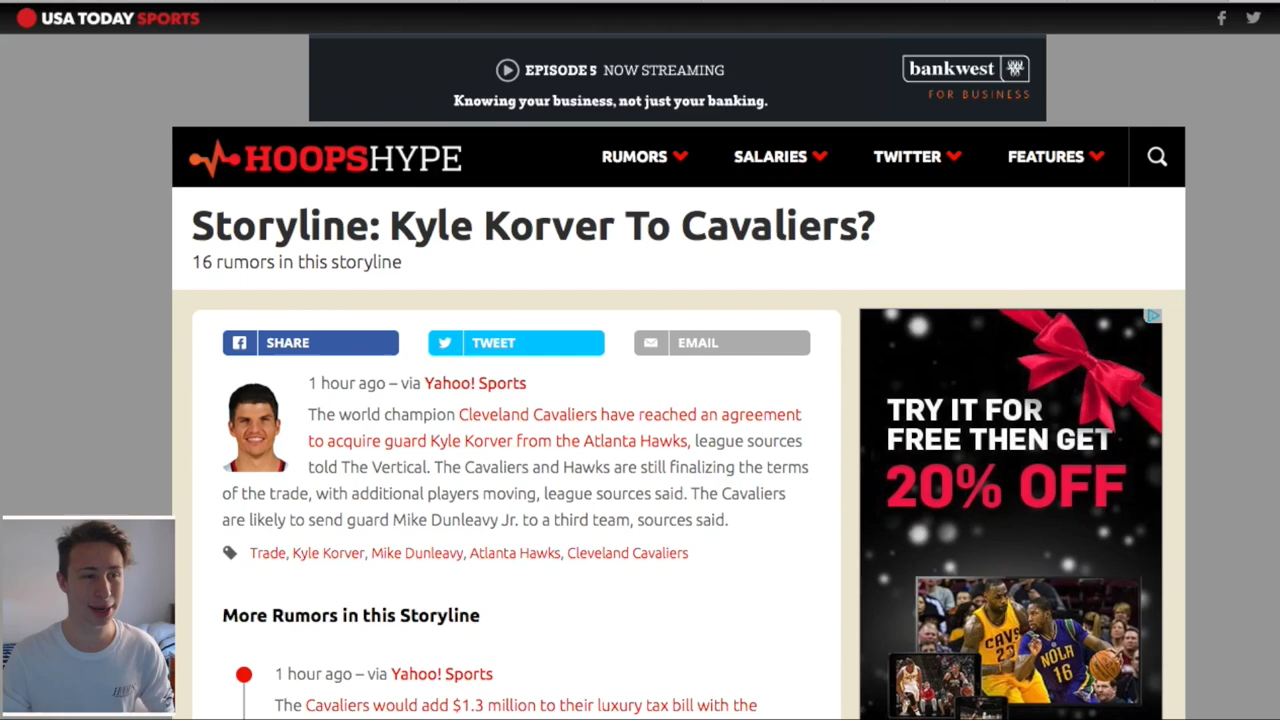 USA TODAY SPORTS
EPISODE 5 NOW STREAMING
Knowing your business, not just your banking.
bankwest
FOR BUSINESS
HOOPSHYPE
RUMORS
SALARIES
TWITTER
FEATURES
Storyline: Kyle Korver To Cavaliers?
16 rumors in this storyline
SHARE
TWEET
EMAIL
1 hour ago – via Yahoo! Sports
The world champion Cleveland Cavaliers have reached an agreement
to acquire guard Kyle Korver from the Atlanta Hawks, league sources
told The Vertical. The Cavaliers and Hawks are still finalizing the terms
of the trade, with additional players moving, league sources said. The Cavaliers
are likely to send guard Mike Dunleavy Jr. to a third team, sources said.
Trade, Kyle Korver, Mike Dunleavy, Atlanta Hawks, Cleveland Cavaliers
More Rumors in this Storyline
1 hour ago – via Yahoo! Sports
The Cavaliers would add $1.3 million to their luxury tax bill with the
TRY IT FOR
FREE THEN GET
20% OFF
CAVS
23
NOLA
16